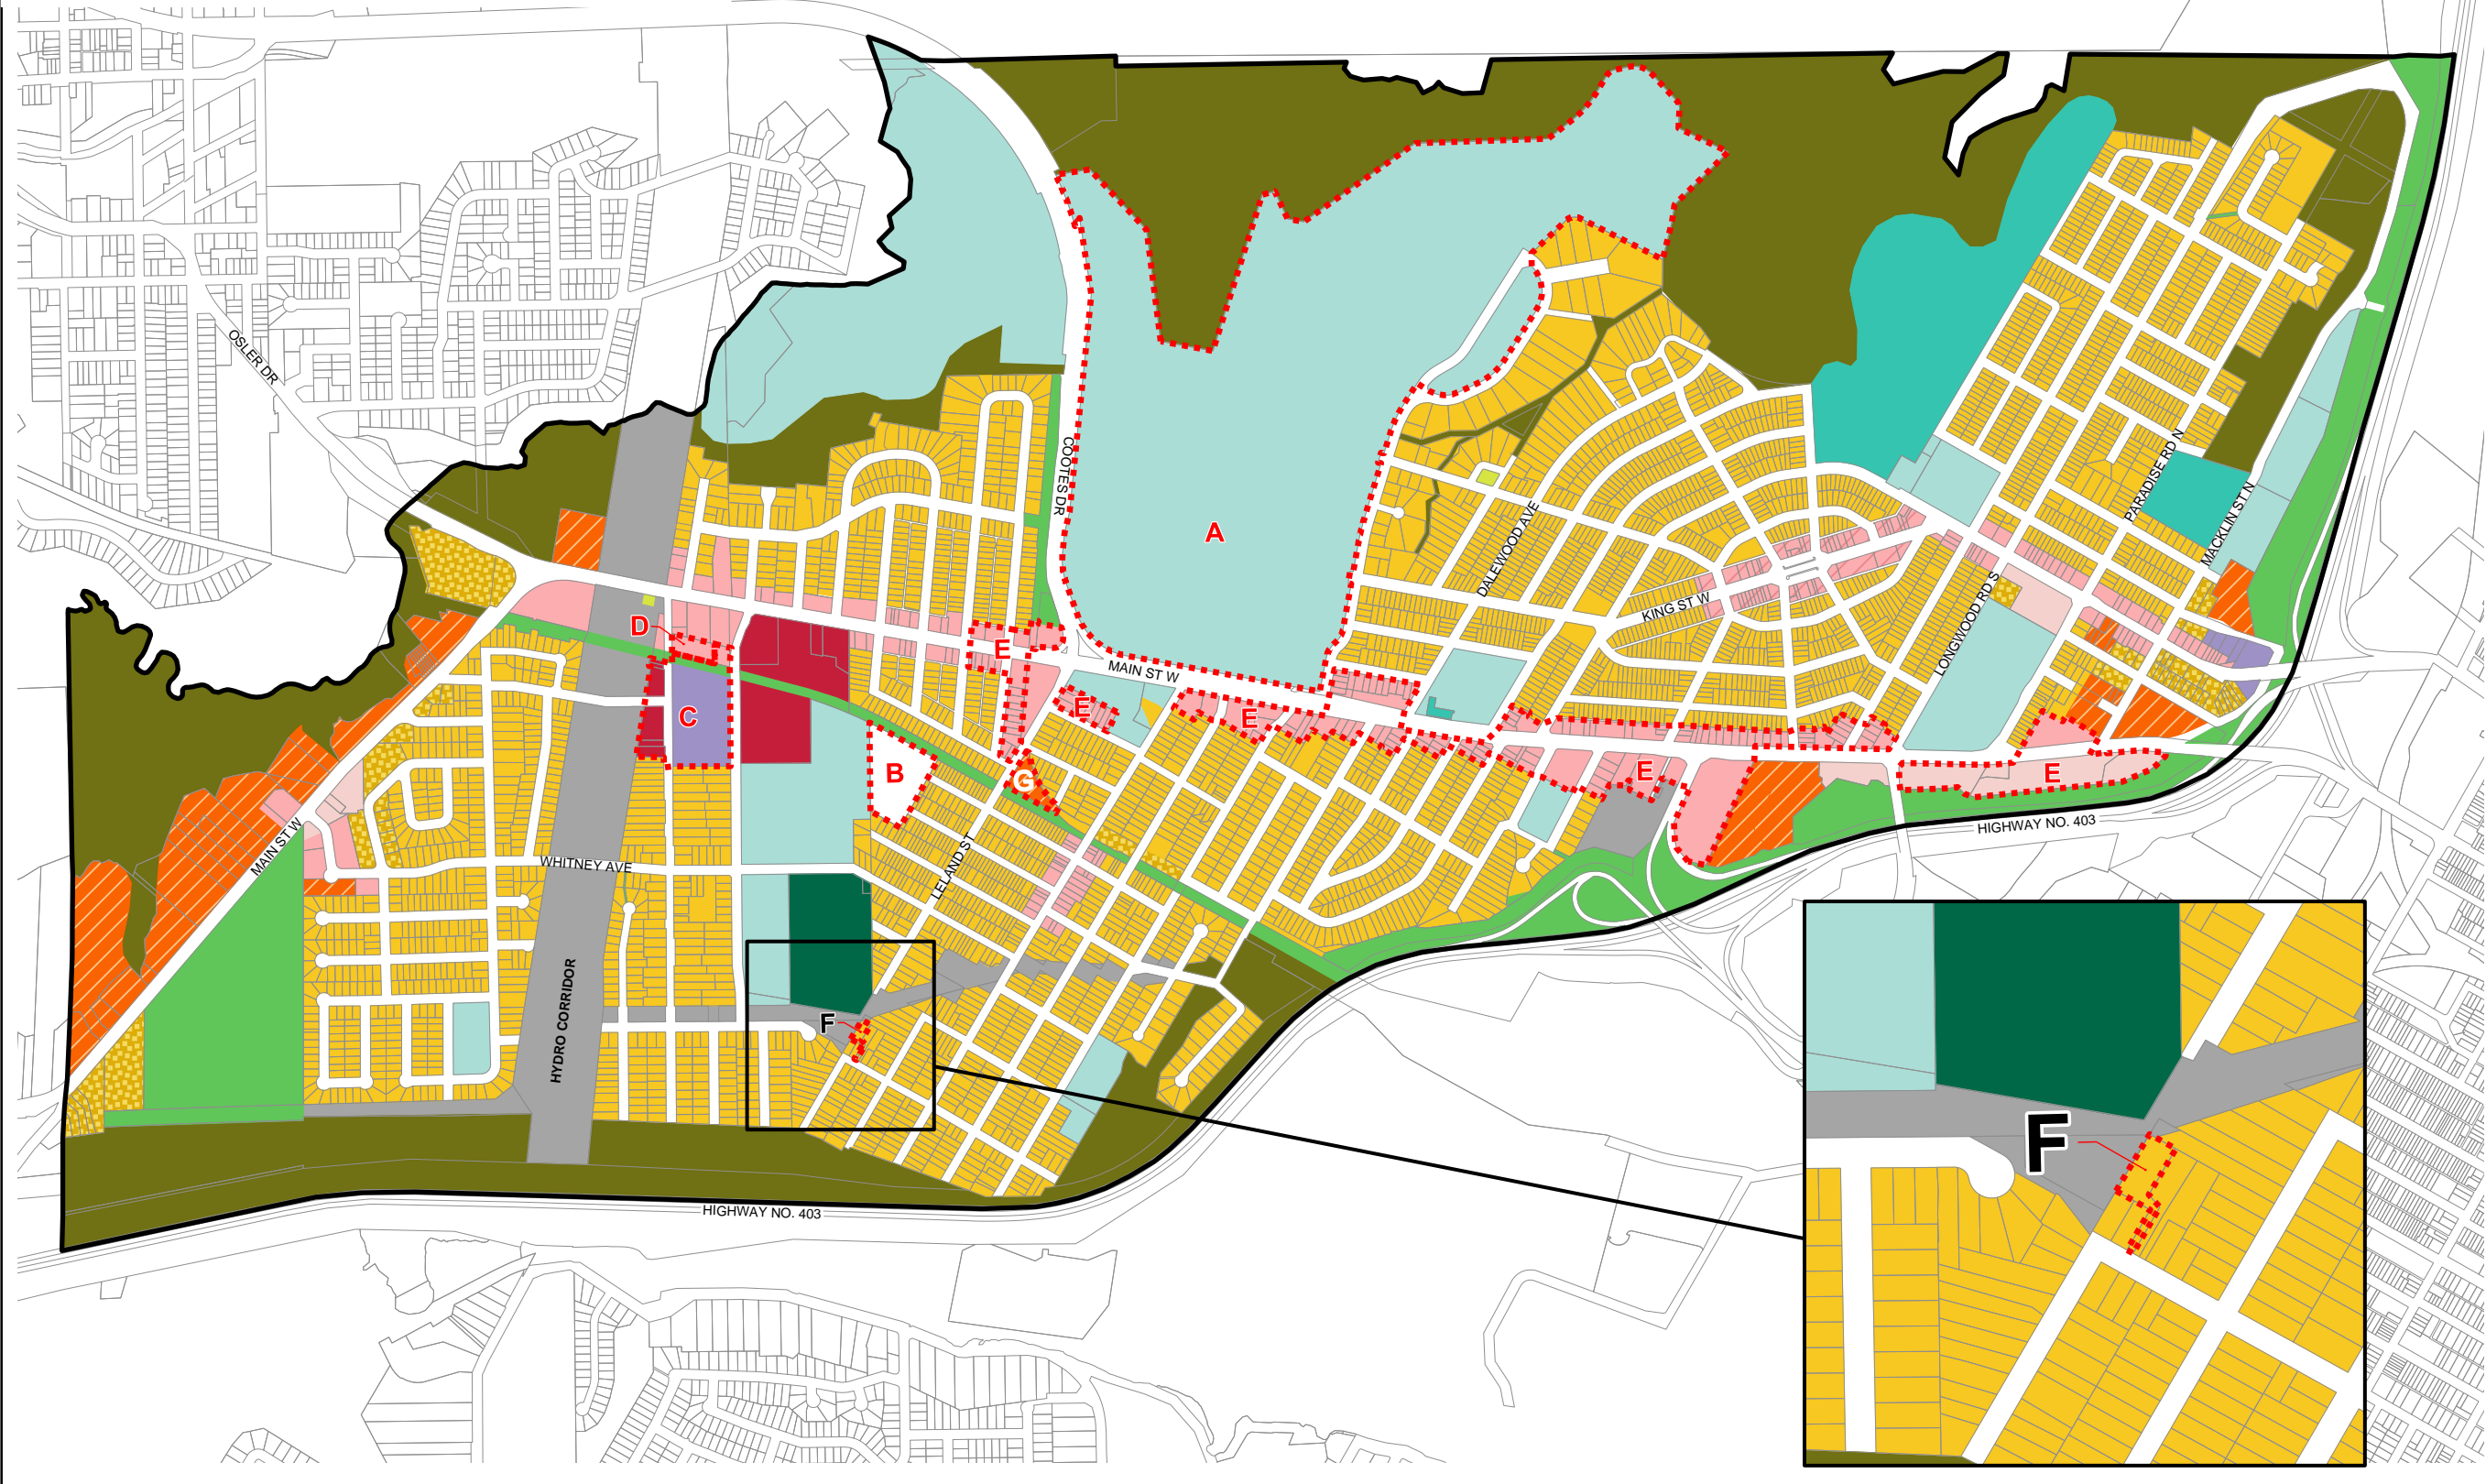 OSLER DR
COOTES DR
A
PARADISE RD N
MACKLIN ST N
DALEWOOD AVE
KING ST W
LONGWOOD RD S
D
E
MAIN ST W
C
E
E
B
G
E
E
MAIN ST W
WHITNEY AVE
LELAND ST
HIGHWAY NO. 403
HYDRO CORRIDOR
F
F
HIGHWAY NO. 403